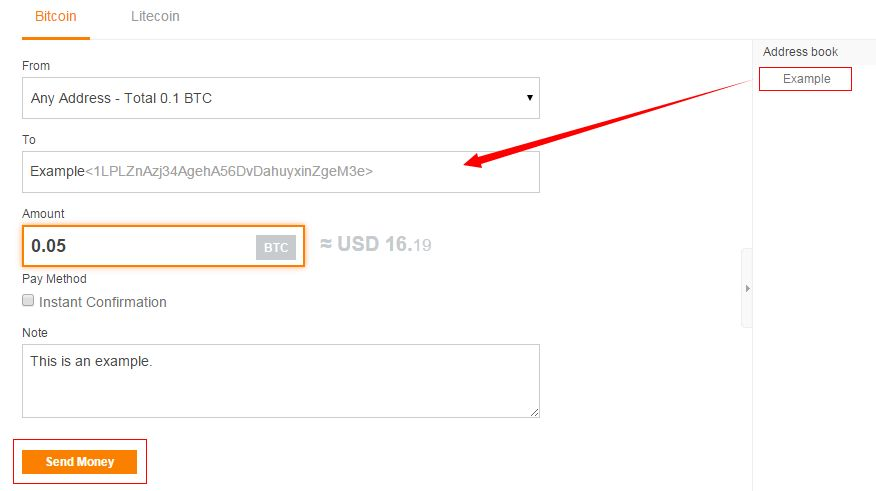 Bitcoin Litecoin
Address book
Example
From
Any Address - Total 0.1 BTC
To
Example<1LPLZnAzj34AgehA56DvDahuyxinZgeM3e>
Amount
0.05 BTC ≈ USD 16.19
Pay Method
Instant Confirmation
Note
This is an example.
Send Money